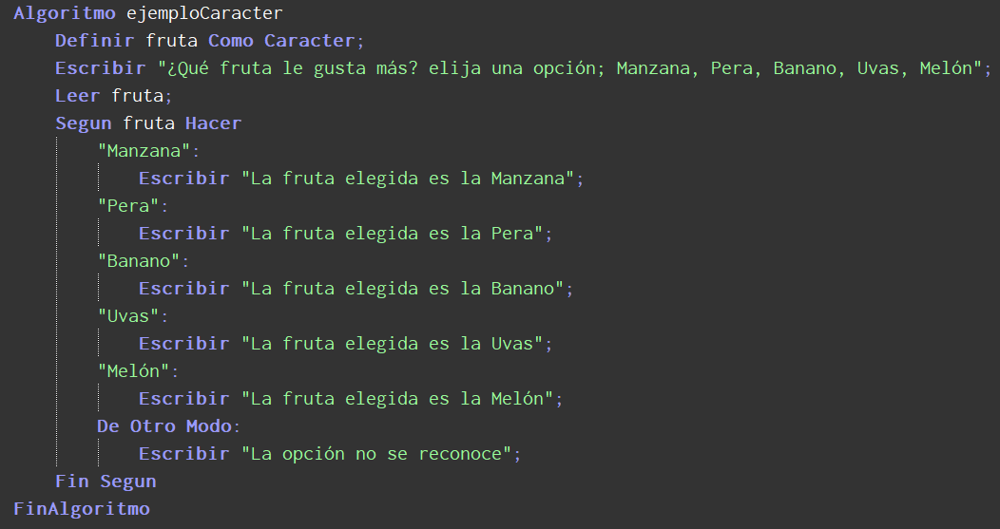 Algoritmo ejemploCaracter
Definir fruta Como Caracter;
Escribir "¿Qué fruta le gusta más? elija una opción; Manzana, Pera, Banano, Uvas, Melón";
Leer fruta;
Segun fruta Hacer
"Manzana":
Escribir "La fruta elegida es la Manzana";
"Pera":
Escribir "La fruta elegida es la Pera";
"Banano":
Escribir "La fruta elegida es la Banano";
"Uvas":
Escribir "La fruta elegida es la Uvas";
"Melón":
Escribir "La fruta elegida es la Melón";
De Otro Modo:
Escribir "La opción no se reconoce";
Fin Segun
FinAlgoritmo